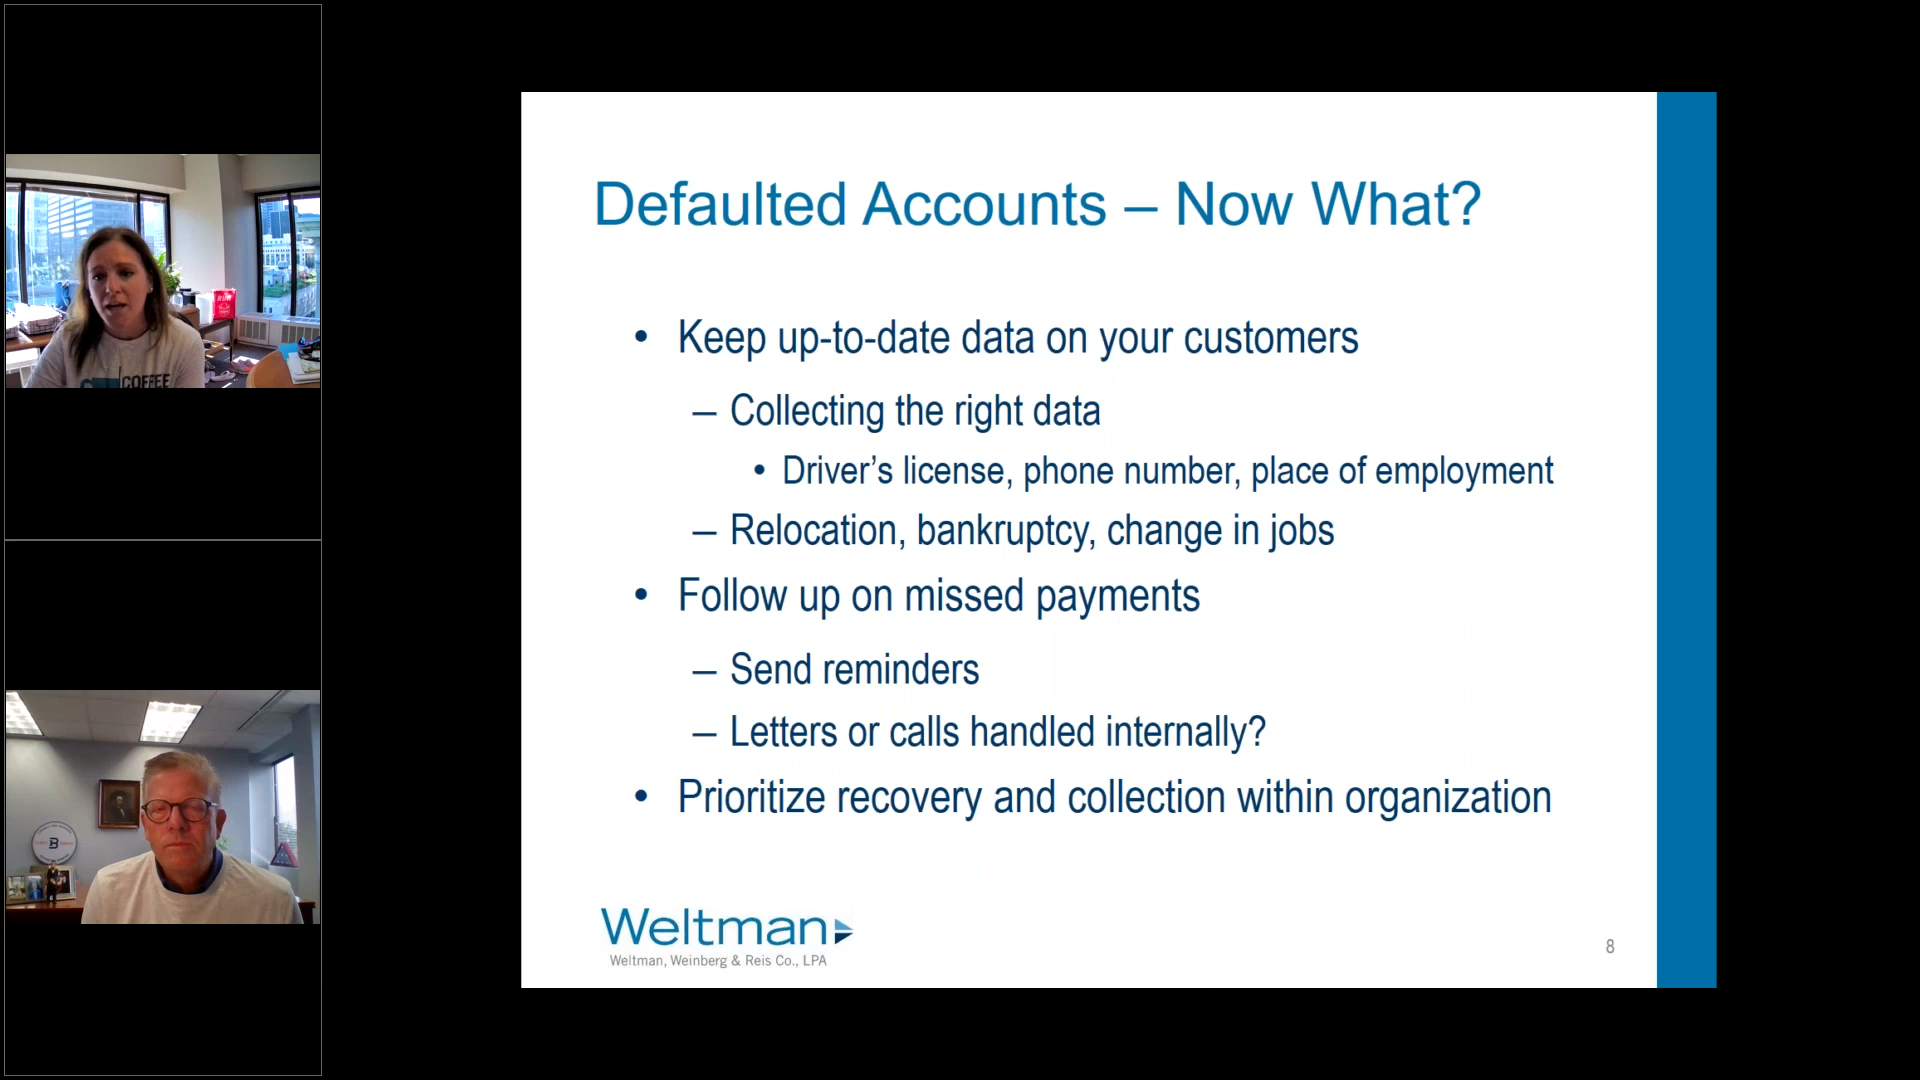 Defaulted Accounts – Now What?
• Keep up-to-date data on your customers
– Collecting the right data
• Driver’s license, phone number, place of employment
– Relocation, bankruptcy, change in jobs
• Follow up on missed payments
– Send reminders
– Letters or calls handled internally?
• Prioritize recovery and collection within organization
Weltman
Weltman, Weinberg & Reis Co., LPA
8
RUN
COFFEE
B